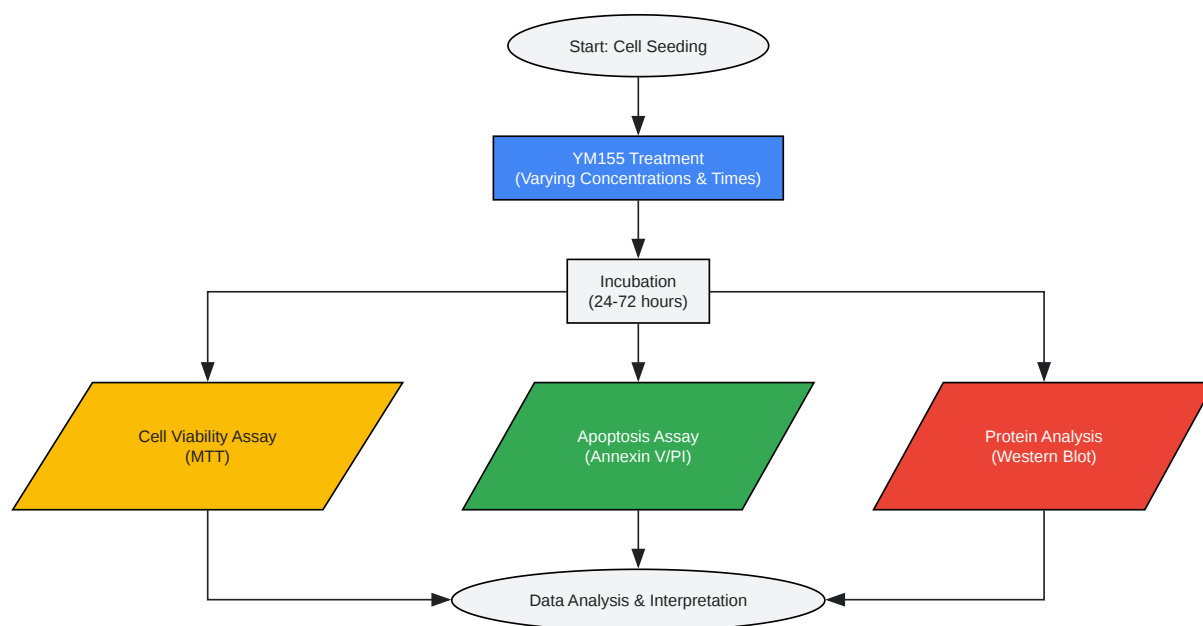 Start: Cell Seeding
YM155 Treatment
(Varying Concentrations & Times)
Incubation
(24-72 hours)
Cell Viability Assay
(MTT)
Apoptosis Assay
(Annexin V/PI)
Protein Analysis
(Western Blot)
Data Analysis & Interpretation